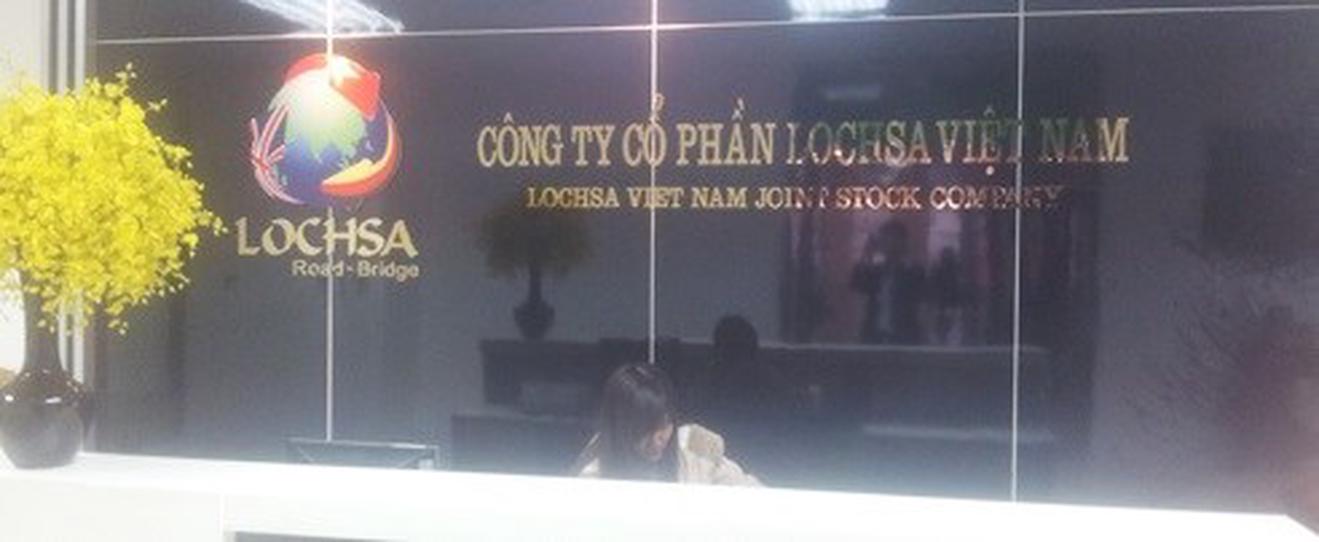 CÔNG TY CỔ PHẦN LOCHSA VIỆT NAM
LOCHSA VIET NAM JOINT STOCK COMPANY
LOCHSA
Road-Bridge